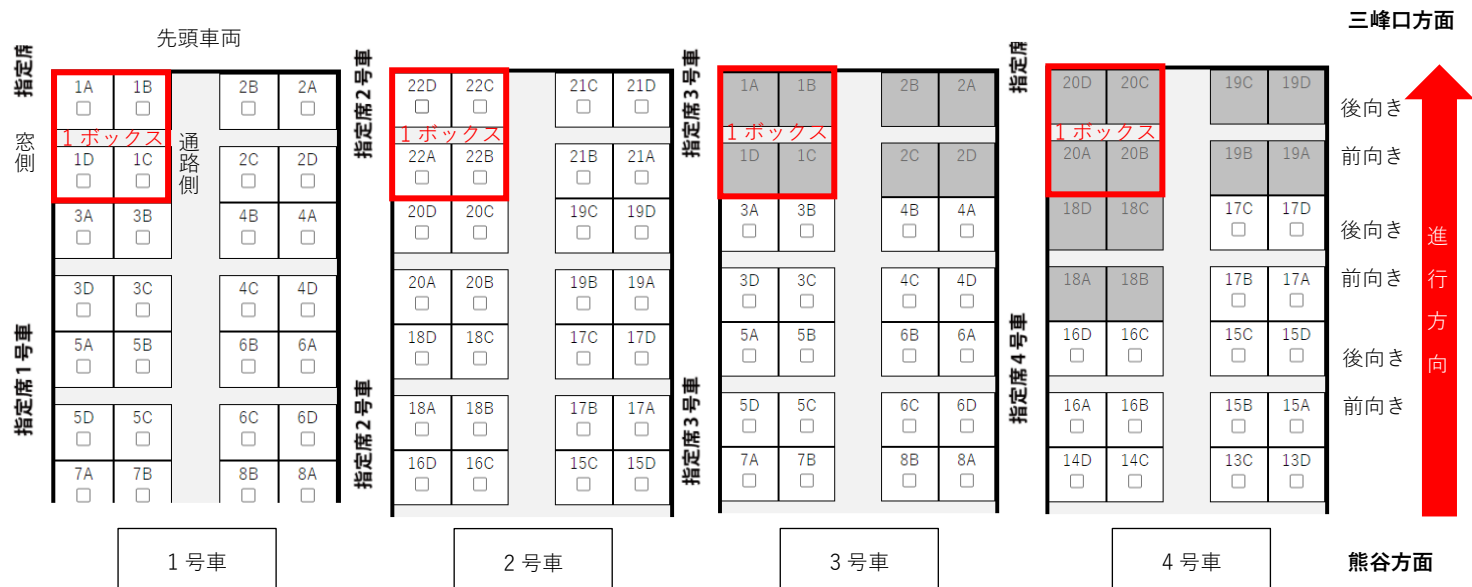 三峰口方面
先頭車両
指定席
1A 1B 2B 2A
1ボックス
窓側
通路側
1D 1C 2C 2D
3A 3B 4B 4A
3D 3C 4C 4D
指定席1号車
5A 5B 6B 6A
5D 5C 6C 6D
7A 7B 8B 8A
1号車
指定席2号車
22D 22C 21C 21D
1ボックス
22A 22B 21B 21A
20D 20C 19C 19D
20A 20B 19B 19A
18D 18C 17C 17D
指定席2号車
18A 18B 17B 17A
16D 16C 15C 15D
2号車
指定席3号車
1A 1B 2B 2A
1ボックス
1D 1C 2C 2D
3A 3B 4B 4A
3D 3C 4C 4D
5A 5B 6B 6A
指定席3号車
5D 5C 6C 6D
7A 7B 8B 8A
3号車
指定席
20D 20C 19C 19D
1ボックス
20A 20B 19B 19A
18D 18C 17C 17D
18A 18B 17B 17A
指定席4号車
16D 16C 15C 15D
16A 16B 15B 15A
14D 14C 13C 13D
4号車
後向き
前向き
後向き
前向き
後向き
前向き
進行方向
熊谷方面